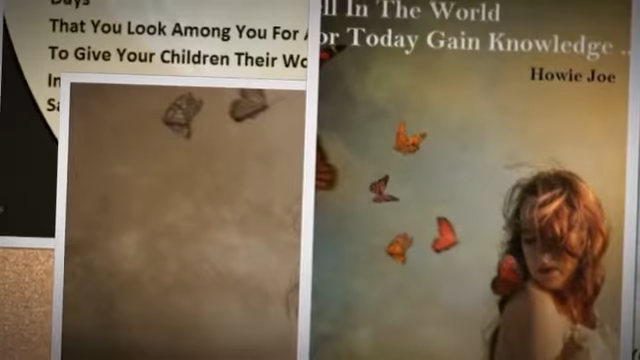 Days
That You Look Among You For
To Give Your Children Their
In
ll In The World
or Today Gain Knowledge ..
Howie Joe